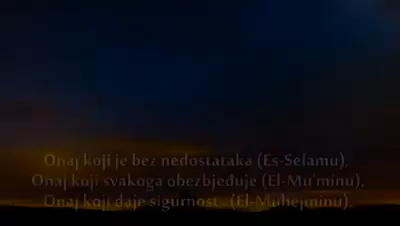 Onaj koji je bez nedostataka (Es-Selamu),
Onaj koji svakoga obezbjeđuje (El-Mu'minu),
Onaj koji daje sigurnost (El-Muhejminu)